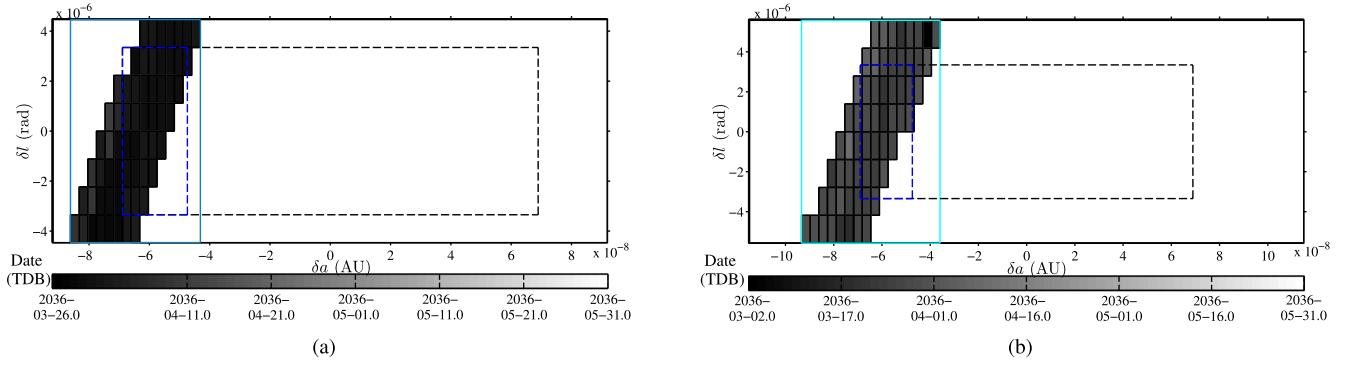 x 10⁻⁶
4
2
0
−2
−4
δl (rad)
−8 −6 −4 −2 0 2 4 6 8 x 10⁻⁸
δa (AU)
Date
(TDB)
2036− 2036− 2036− 2036− 2036− 2036− 2036−
03−26.0 04−11.0 04−21.0 05−01.0 05−11.0 05−21.0 05−31.0
(a)
x 10⁻⁶
4
2
0
−2
−4
δl (rad)
−10 −8 −6 −4 −2 0 2 4 6 8 10 x 10⁻⁸
δa (AU)
Date
(TDB)
2036− 2036− 2036− 2036− 2036− 2036− 2036−
03−02.0 03−17.0 04−01.0 04−16.0 05−01.0 05−16.0 05−31.0
(b)